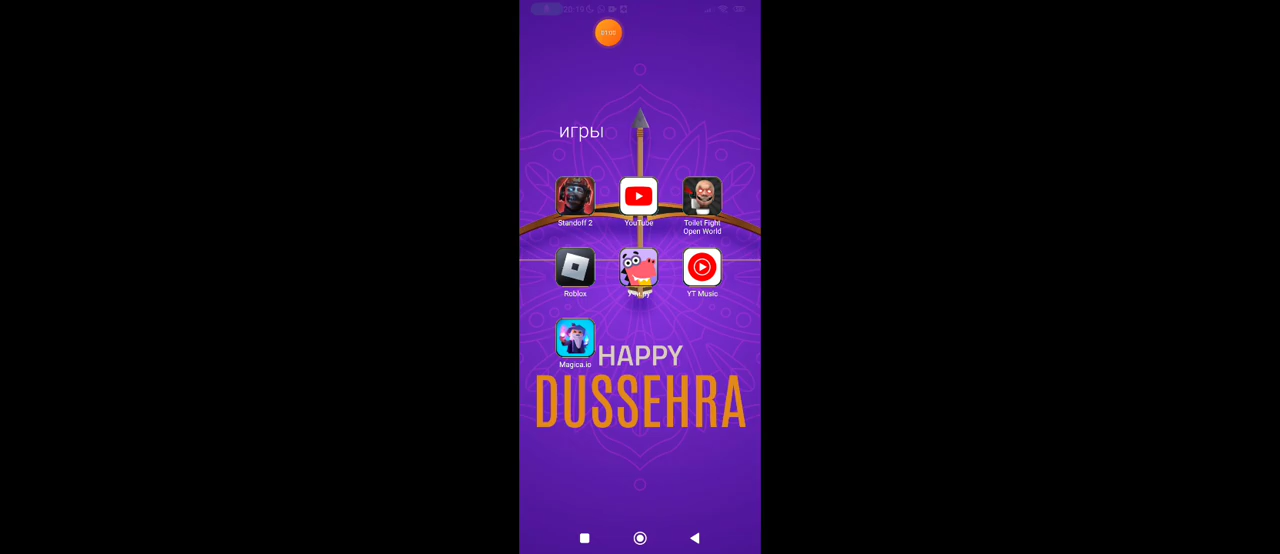 игры
Standoff 2
YouTube
Toilet Fight
Open World
Roblox
YT Music
Magica.io
HAPPY
DUSSEHRA